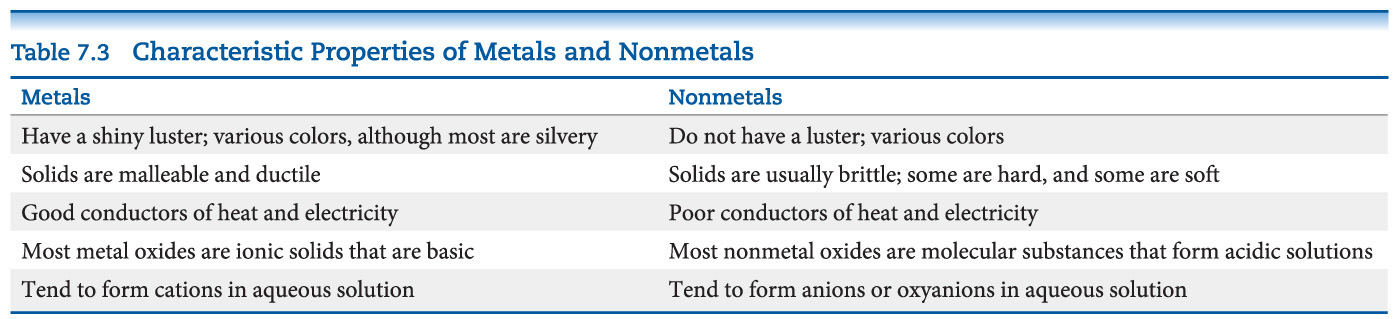 Table 7.3 Characteristic Properties of Metals and Nonmetals
Metals Nonmetals
Have a shiny luster; various colors, although most are silvery Do not have a luster; various colors
Solids are malleable and ductile Solids are usually brittle; some are hard, and some are soft
Good conductors of heat and electricity Poor conductors of heat and electricity
Most metal oxides are ionic solids that are basic Most nonmetal oxides are molecular substances that form acidic solutions
Tend to form cations in aqueous solution Tend to form anions or oxyanions in aqueous solution